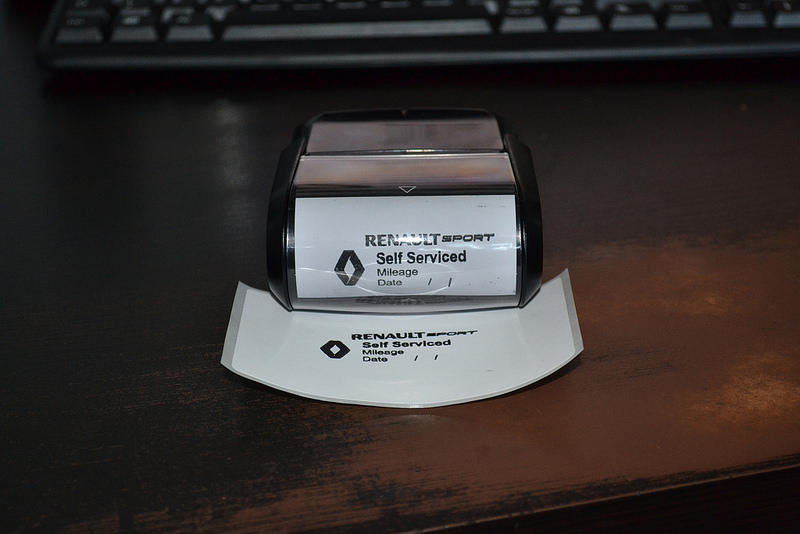 RENAULT SPORT
Self Serviced
Mileage
Date / /
RENAULT SPORT
Self Serviced
Mileage
Date / /